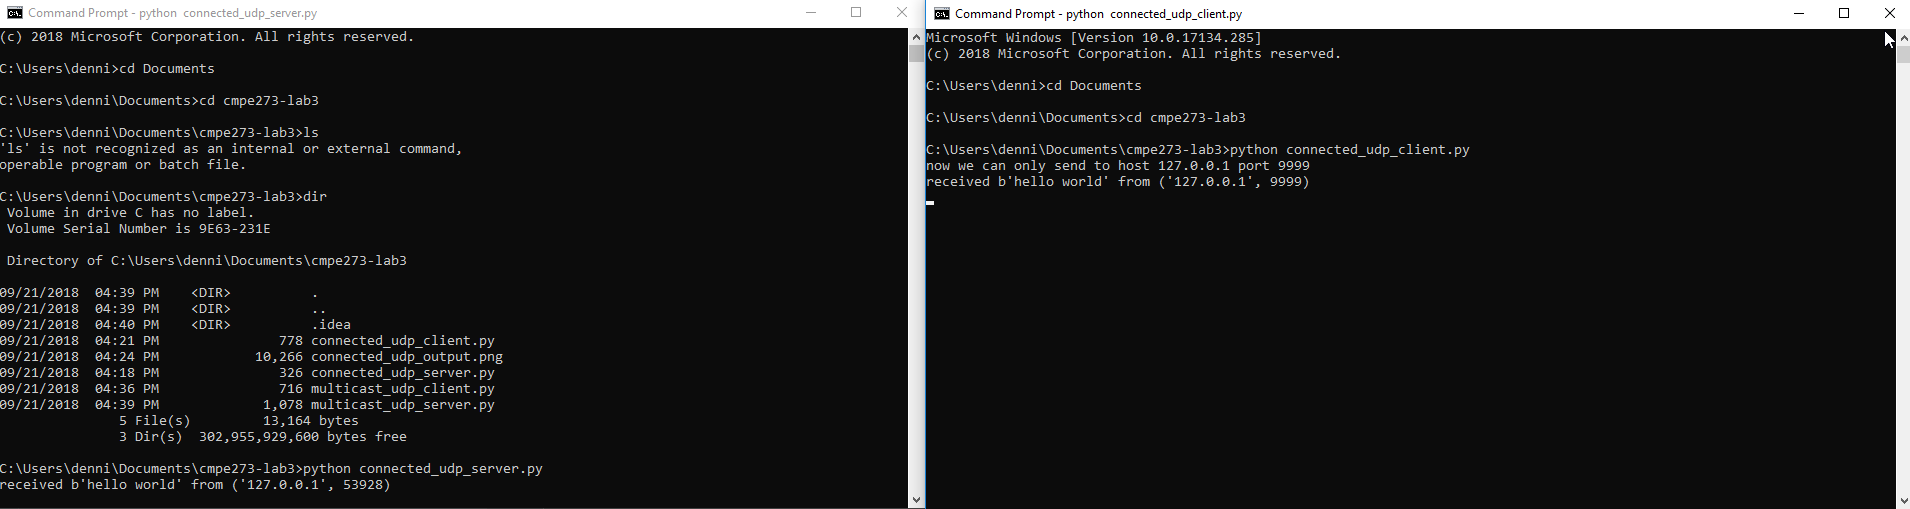 Command Prompt - python  connected_udp_server.py
(c) 2018 Microsoft Corporation. All rights reserved.
C:\Users\denni>cd Documents
C:\Users\denni\Documents>cd cmpe273-lab3
C:\Users\denni\Documents\cmpe273-lab3>ls
'ls' is not recognized as an internal or external command,
operable program or batch file.
C:\Users\denni\Documents\cmpe273-lab3>dir
 Volume in drive C has no label.
 Volume Serial Number is 9E63-231E
 Directory of C:\Users\denni\Documents\cmpe273-lab3
09/21/2018  04:39 PM    <DIR>          .
09/21/2018  04:39 PM    <DIR>          ..
09/21/2018  04:40 PM    <DIR>          .idea
09/21/2018  04:21 PM               778 connected_udp_client.py
09/21/2018  04:24 PM            10,266 connected_udp_output.png
09/21/2018  04:18 PM               326 connected_udp_server.py
09/21/2018  04:36 PM               716 multicast_udp_client.py
09/21/2018  04:39 PM             1,078 multicast_udp_server.py
               5 File(s)         13,164 bytes
               3 Dir(s)  302,955,929,600 bytes free
C:\Users\denni\Documents\cmpe273-lab3>python connected_udp_server.py
received b'hello world' from ('127.0.0.1', 53928)
Command Prompt - python  connected_udp_client.py
Microsoft Windows [Version 10.0.17134.285]
(c) 2018 Microsoft Corporation. All rights reserved.
C:\Users\denni>cd Documents
C:\Users\denni\Documents>cd cmpe273-lab3
C:\Users\denni\Documents\cmpe273-lab3>python connected_udp_client.py
now we can only send to host 127.0.0.1 port 9999
received b'hello world' from ('127.0.0.1', 9999)